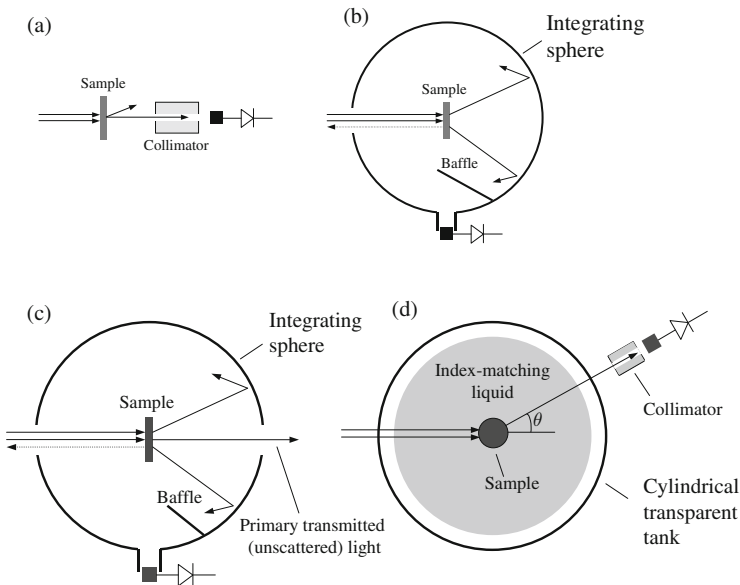 (a)
Sample
Collimator
(b)
Integrating
sphere
Sample
Baffle
(c)
Integrating
sphere
Sample
Baffle
Primary transmitted
(unscattered) light
(d)
Index-matching
liquid
θ
Collimator
Sample
Cylindrical
transparent
tank